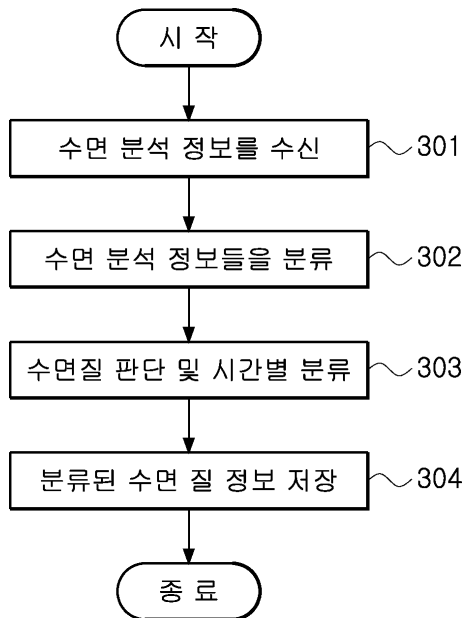 시 작
수면 분석 정보를 수신 301
수면 분석 정보들을 분류 302
수면질 판단 및 시간별 분류 303
분류된 수면 질 정보 저장 304
종 료